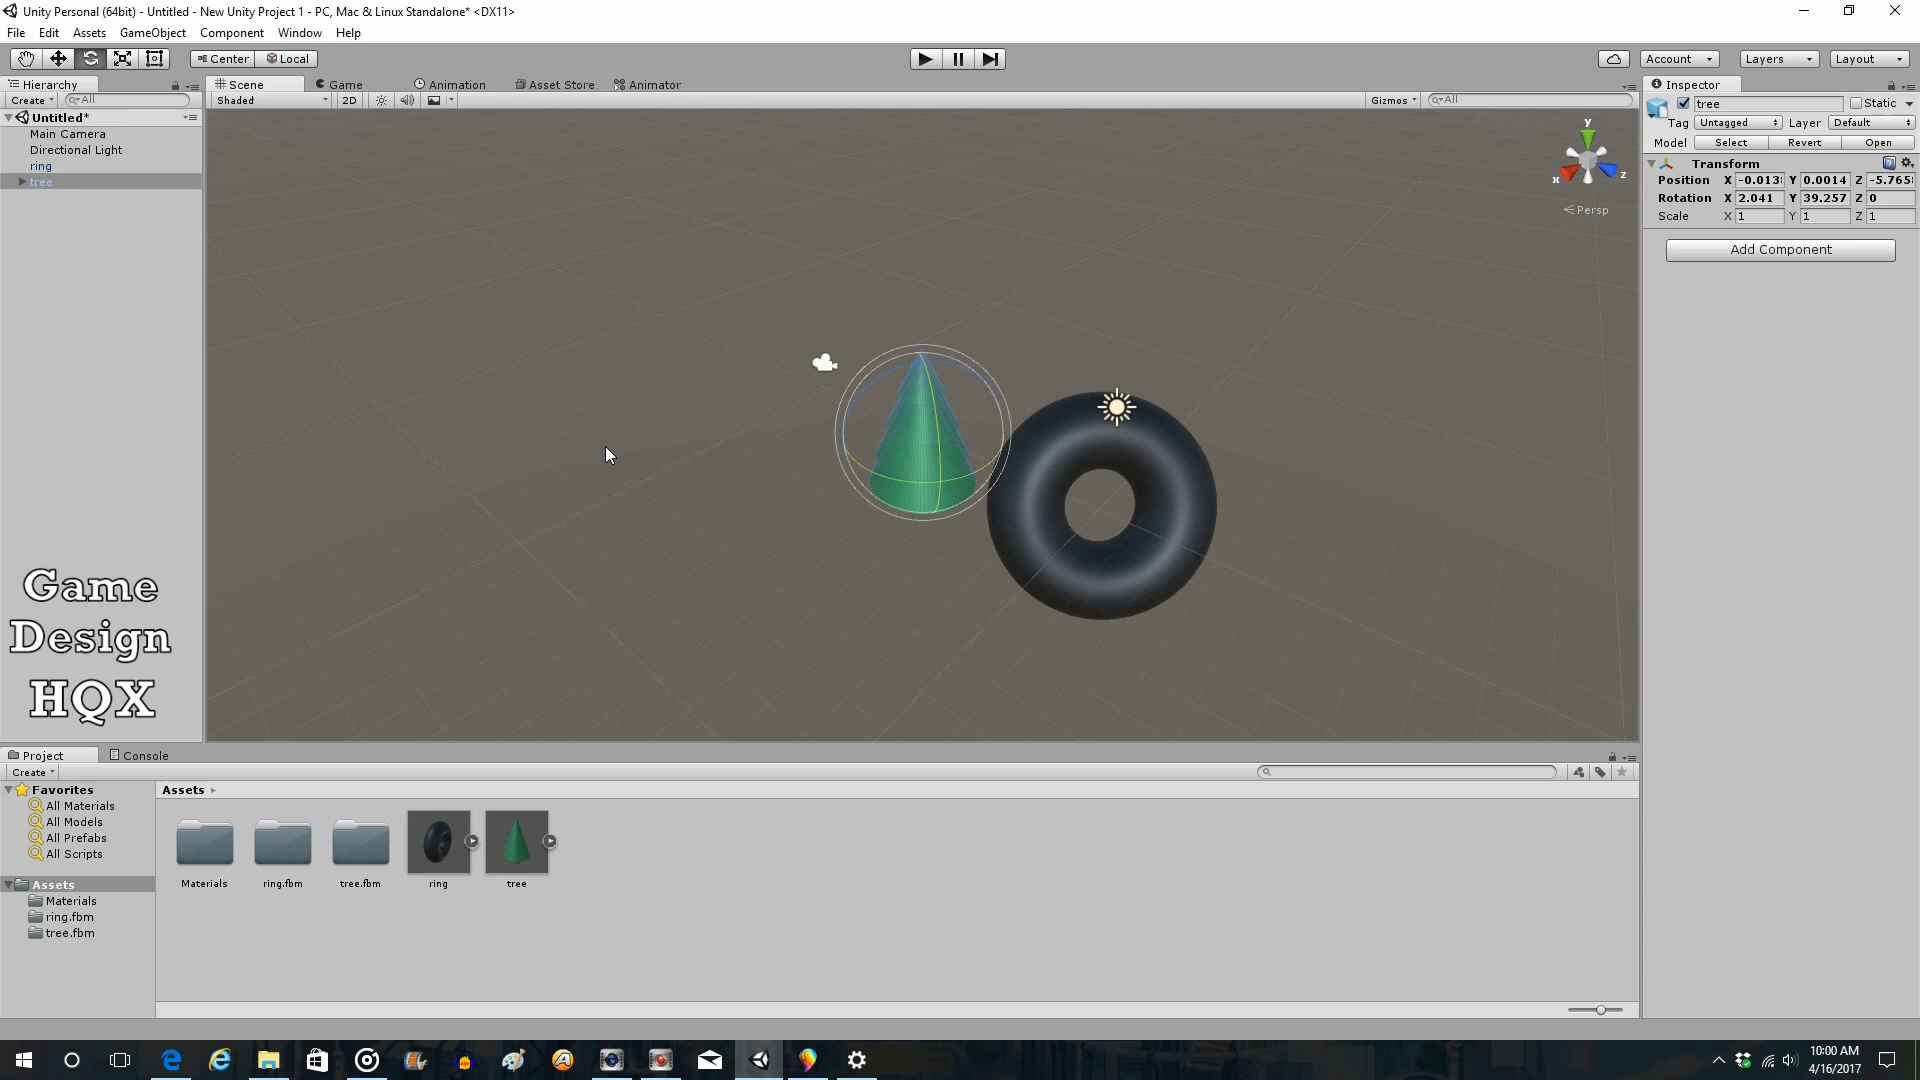 Unity Personal (64bit) - Untitled - New Unity Project 1 - PC, Mac & Linux Standalone* <DX11>
File Edit Assets GameObject Component Window Help
Center Local
Account Layers Layout
Hierarchy
Create All
Untitled*
Main Camera
Directional Light
ring
tree
Scene Game Animation Asset Store Animator
Shaded 2D Gizmos All
y
x z
Persp
Inspector
tree Static
Tag Untagged Layer Default
Model Select Revert Open
Transform
Position X -0.013 Y 0.0014 Z -5.765
Rotation X 2.041 Y 39.257 Z 0
Scale X 1 Y 1 Z 1
Add Component
Game
Design
HQX
Project Console
Create
Favorites
All Materials
All Models
All Prefabs
All Scripts
Assets
Materials
ring.fbm
tree.fbm
Assets
Materials ring.fbm tree.fbm ring tree
10:00 AM
4/16/2017